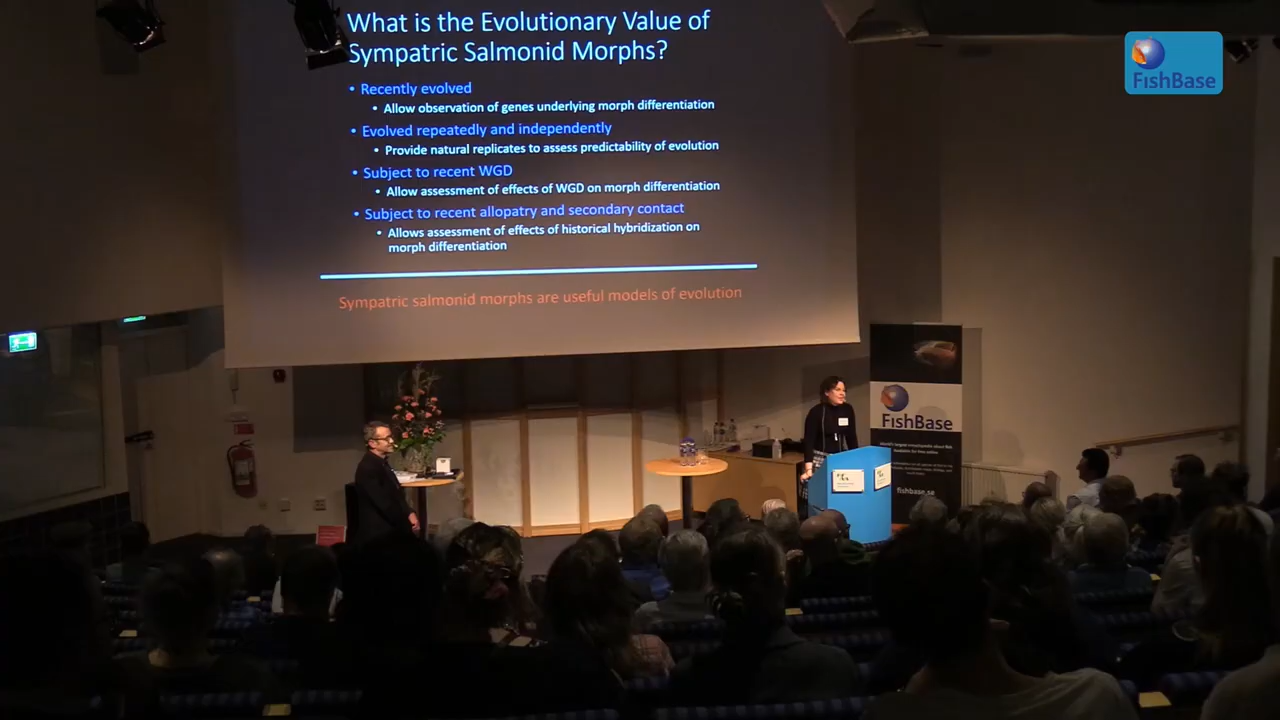 What is the Evolutionary Value of
Sympatric Salmonid Morphs?
• Recently evolved
• Allow observation of genes underlying morph differentiation
• Evolved repeatedly and independently
• Provide natural replicates to assess predictability of evolution
• Subject to recent WGD
• Allow assessment of effects of WGD on morph differentiation
• Subject to recent allopatry and secondary contact
• Allows assessment of effects of historical hybridization on
morph differentiation
Sympatric salmonid morphs are useful models of evolution
FishBase
FishBase
fishbase.se